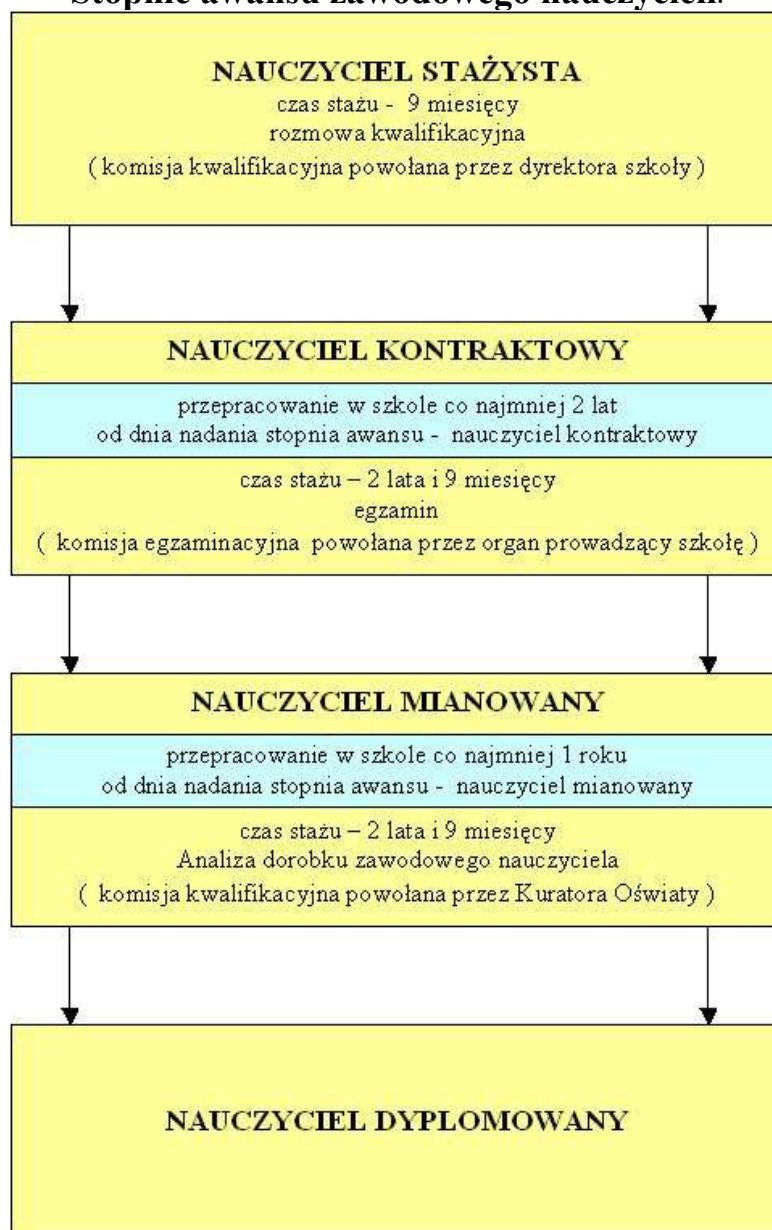 Stopnie awansu zawodowego nauczycieli.
NAUCZYCIEL STAŻYSTA
czas stażu - 9 miesięcy
rozmowa kwalifikacyjna
( komisja kwalifikacyjna powołana przez dyrektora szkoły )
NAUCZYCIEL KONTRAKTOWY
przepracowanie w szkole co najmniej 2 lat
od dnia nadania stopnia awansu - nauczyciel kontraktowy
czas stażu – 2 lata i 9 miesięcy
egzamin
( komisja egzaminacyjna powołana przez organ prowadzący szkołę )
NAUCZYCIEL MIANOWANY
przepracowanie w szkole co najmniej 1 roku
od dnia nadania stopnia awansu - nauczyciel mianowany
czas stażu – 2 lata i 9 miesięcy
Analiza dorobku zawodowego nauczyciela
( komisja kwalifikacyjna powołana przez Kuratora Oświaty )
NAUCZYCIEL DYPLOMOWANY